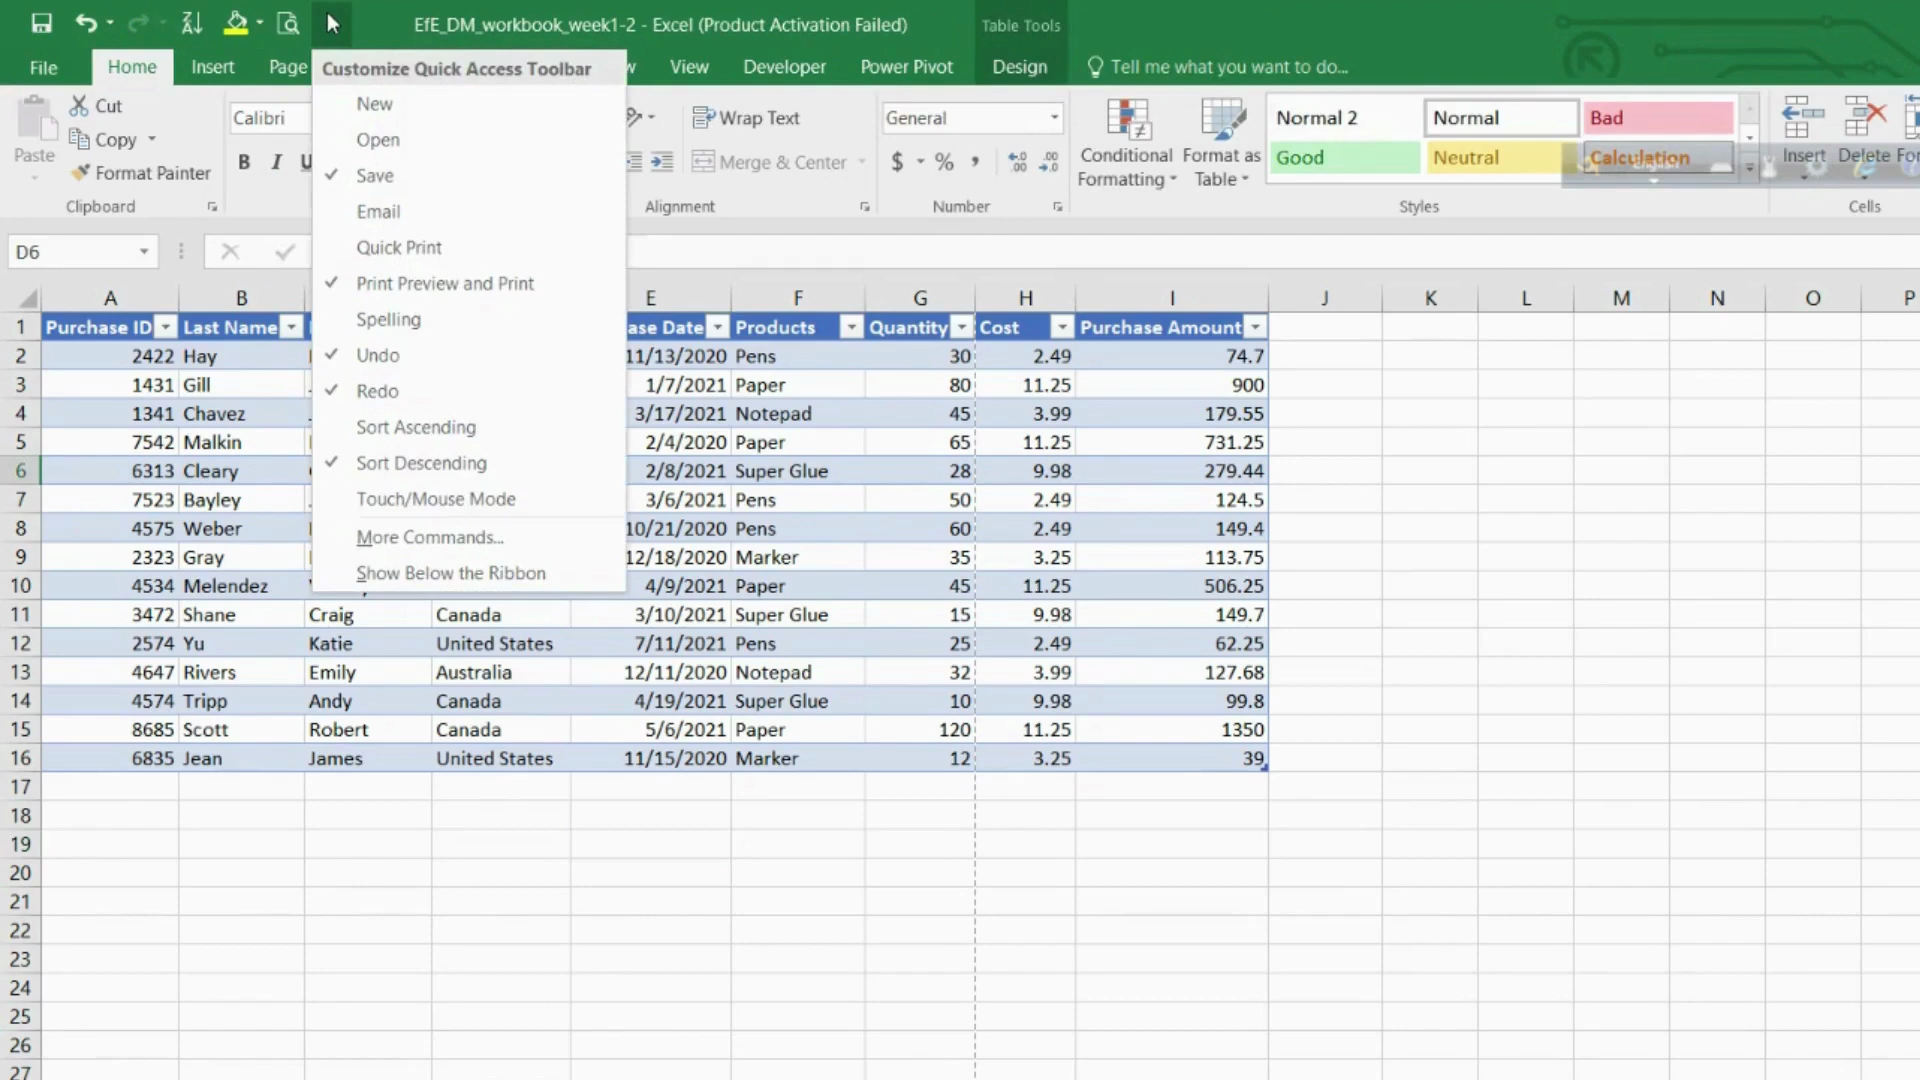 EfE_DM_workbook_week1-2 - Excel (Product Activation Failed)
Table Tools
File Home Insert Page View Developer Power Pivot Design Tell me what you want to do...
Customize Quick Access Toolbar
New
Open
Save
Email
Quick Print
Print Preview and Print
Spelling
Undo
Redo
Sort Ascending
Sort Descending
Touch/Mouse Mode
More Commands...
Show Below the Ribbon
Cut
Copy
Format Painter
Paste
Clipboard
Calibri
B I U
Wrap Text
Merge & Center
Alignment
General
$ % ,
Number
Conditional
Formatting
Format as
Table
Normal 2 Normal Bad
Good Neutral Calculation
Styles
Insert Delete For
Cells
D6
A B E F G H I J K L M N O P
1 Purchase ID Last Name ase Date Products Quantity Cost Purchase Amount
2 2422 Hay 11/13/2020 Pens 30 2.49 74.7
3 1431 Gill 1/7/2021 Paper 80 11.25 900
4 1341 Chavez 3/17/2021 Notepad 45 3.99 179.55
5 7542 Malkin 2/4/2020 Paper 65 11.25 731.25
6 6313 Cleary 2/8/2021 Super Glue 28 9.98 279.44
7 7523 Bayley 3/6/2021 Pens 50 2.49 124.5
8 4575 Weber 10/21/2020 Pens 60 2.49 149.4
9 2323 Gray 12/18/2020 Marker 35 3.25 113.75
10 4534 Melendez 4/9/2021 Paper 45 11.25 506.25
11 3472 Shane Craig Canada 3/10/2021 Super Glue 15 9.98 149.7
12 2574 Yu Katie United States 7/11/2021 Pens 25 2.49 62.25
13 4647 Rivers Emily Australia 12/11/2020 Notepad 32 3.99 127.68
14 4574 Tripp Andy Canada 4/19/2021 Super Glue 10 9.98 99.8
15 8685 Scott Robert Canada 5/6/2021 Paper 120 11.25 1350
16 6835 Jean James United States 11/15/2020 Marker 12 3.25 39
17
18
19
20
21
22
23
24
25
26
27